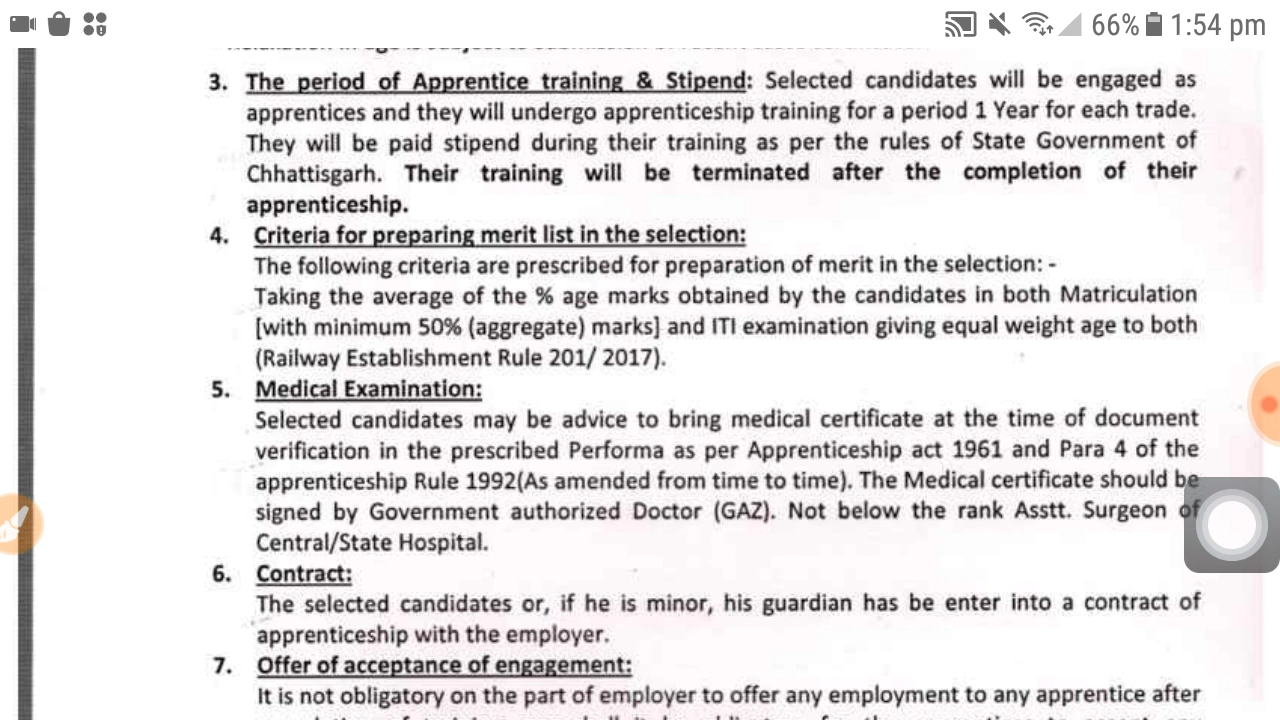 66% 1:54 pm
3. The period of Apprentice training & Stipend: Selected candidates will be engaged as
apprentices and they will undergo apprenticeship training for a period 1 Year for each trade.
They will be paid stipend during their training as per the rules of State Government of
Chhattisgarh. Their training will be terminated after the completion of their
apprenticeship.
4. Criteria for preparing merit list in the selection:
The following criteria are prescribed for preparation of merit in the selection: -
Taking the average of the % age marks obtained by the candidates in both Matriculation
[with minimum 50% (aggregate) marks] and ITI examination giving equal weight age to both
(Railway Establishment Rule 201/ 2017).
5. Medical Examination:
Selected candidates may be advice to bring medical certificate at the time of document
verification in the prescribed Performa as per Apprenticeship act 1961 and Para 4 of the
apprenticeship Rule 1992(As amended from time to time). The Medical certificate should be
signed by Government authorized Doctor (GAZ). Not below the rank Asstt. Surgeon of
Central/State Hospital.
6. Contract:
The selected candidates or, if he is minor, his guardian has be enter into a contract of
apprenticeship with the employer.
7. Offer of acceptance of engagement:
It is not obligatory on the part of employer to offer any employment to any apprentice after